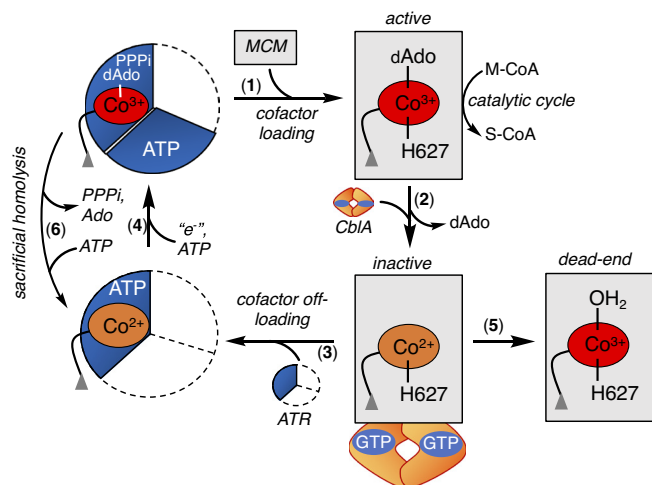 PPPi
dAdo
Co3+
ATP
MCM
(1)
cofactor
loading
active
dAdo
Co3+
H627
M-CoA
catalytic cycle
S-CoA
sacrificial homolysis
(6)
PPPi,
Ado
ATP
(4)
"e-",
ATP
CblA
(2)
dAdo
ATP
Co2+
cofactor off-
loading
(3)
ATR
inactive
Co2+
H627
GTP
GTP
(5)
dead-end
OH2
Co3+
H627